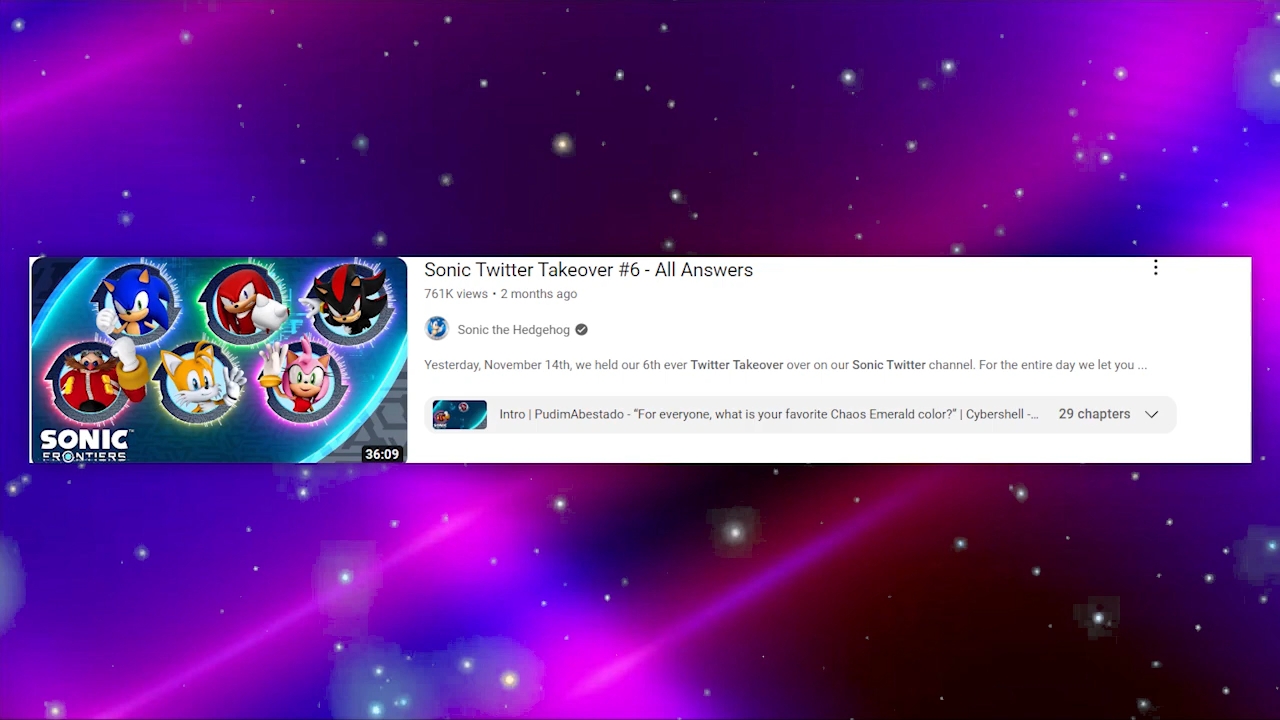 Sonic Twitter Takeover #6 - All Answers
761K views • 2 months ago
Sonic the Hedgehog
Yesterday, November 14th, we held our 6th ever Twitter Takeover over on our Sonic Twitter channel. For the entire day we let you ...
Intro | PudimAbestado - “For everyone, what is your favorite Chaos Emerald color?” | Cybershell -... 29 chapters
SONIC™
FRONTIERS
36:09